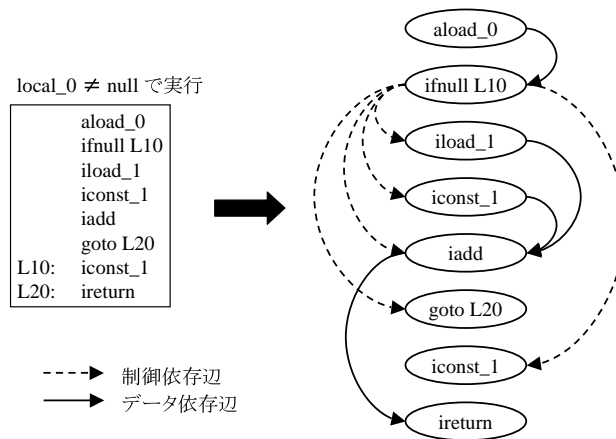 local_0 ≠ null で実行
aload_0
ifnull L10
iload_1
iconst_1
iadd
goto L20
L10: iconst_1
L20: ireturn
制御依存辺
データ依存辺
aload_0
ifnull L10
iload_1
iconst_1
iadd
goto L20
iconst_1
ireturn